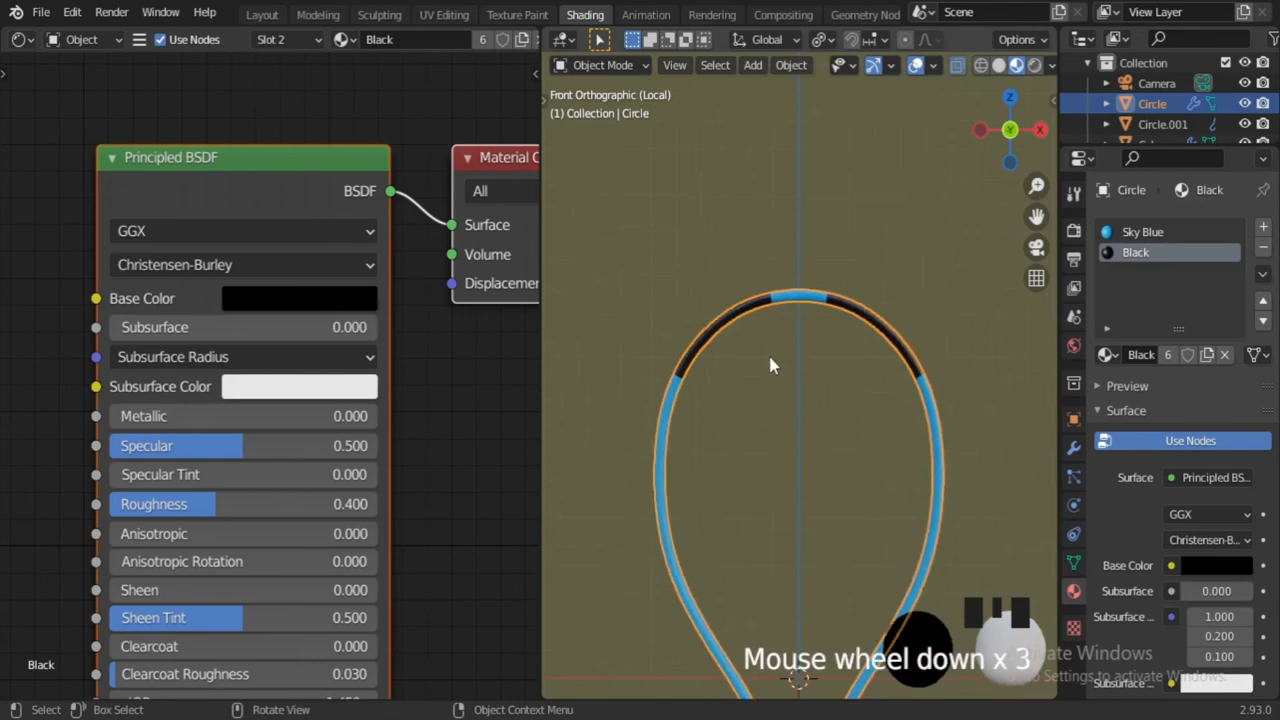 File Edit Render Window Help Layout Modeling Sculpting UV Editing Texture Paint Shading Animation Rendering Compositing Geometry Nod Scene View Layer
Object Use Nodes Slot 2 Black 6 Global Options
Object Mode View Select Add Object
Collection
Camera
Circle
Circle.001
Front Orthographic (Local)
(1) Collection | Circle
Z
Y
X
Principled BSDF
BSDF
GGX
Christensen-Burley
Base Color
Subsurface 0.000
Subsurface Radius
Subsurface Color
Metallic 0.000
Specular 0.500
Specular Tint 0.000
Roughness 0.400
Anisotropic 0.000
Anisotropic Rotation 0.000
Sheen 0.000
Sheen Tint 0.500
Clearcoat 0.000
Clearcoat Roughness 0.030
Material O
All
Surface
Volume
Displacemen
Circle Black
Sky Blue
Black
Black 6
Preview
Surface
Use Nodes
Surface Principled BS...
GGX
Christensen-B...
Base Color
Subsurface 0.000
Subsurface ... 1.000
0.200
0.100
Subsurfac...
Black
Mouse wheel down x 3
Select Box Select Rotate View Object Context Menu 2.93.0